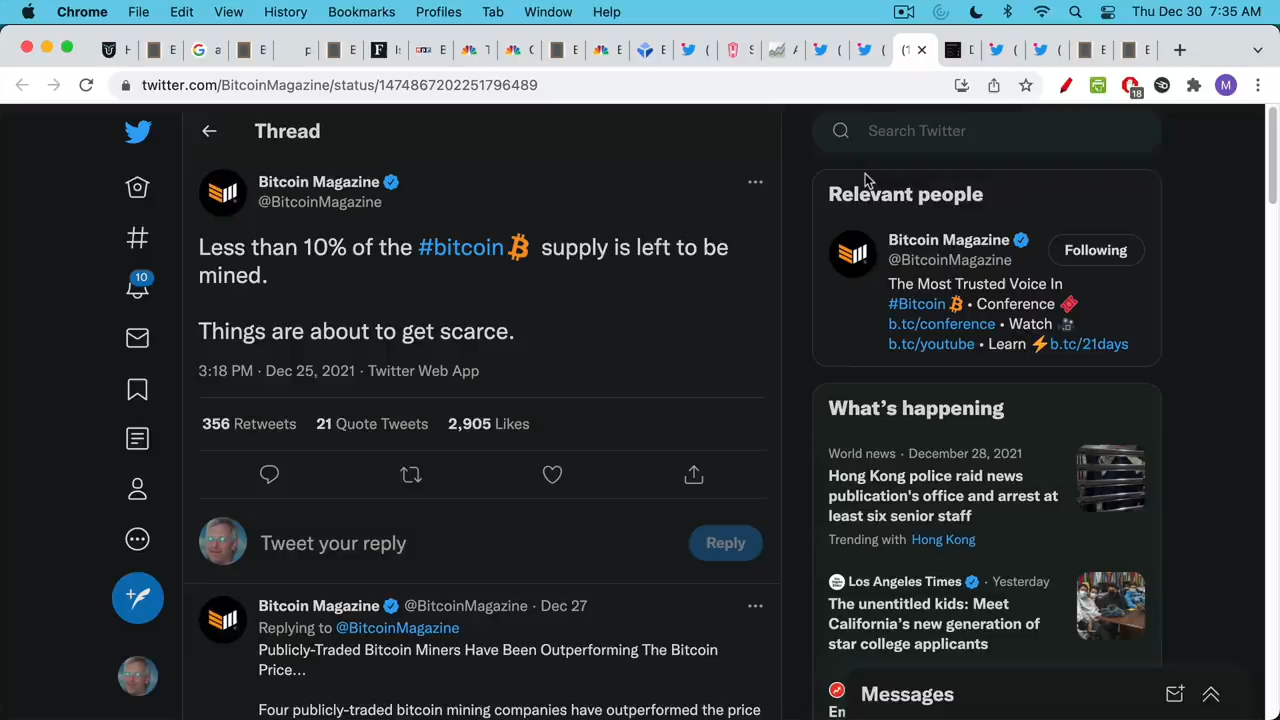 Chrome File Edit View History Bookmarks Profiles Tab Window Help Thu Dec 30 7:35 AM
twitter.com/BitcoinMagazine/status/1474867202251796489
18
M
Thread
Search Twitter
Bitcoin Magazine
@BitcoinMagazine
Less than 10% of the #bitcoin supply is left to be
mined.
Things are about to get scarce.
3:18 PM · Dec 25, 2021 · Twitter Web App
356 Retweets 21 Quote Tweets 2,905 Likes
10
Tweet your reply
Reply
Bitcoin Magazine @BitcoinMagazine · Dec 27
Replying to @BitcoinMagazine
Publicly-Traded Bitcoin Miners Have Been Outperforming The Bitcoin
Price...
Four publicly-traded bitcoin mining companies have outperformed the price
Relevant people
Bitcoin Magazine
@BitcoinMagazine
Following
The Most Trusted Voice In
#Bitcoin • Conference
b.tc/conference • Watch
b.tc/youtube • Learn ⚡b.tc/21days
What's happening
World news · December 28, 2021
Hong Kong police raid news
publication's office and arrest at
least six senior staff
Trending with Hong Kong
Los Angeles Times · Yesterday
The unentitled kids: Meet
California's new generation of
star college applicants
En
Messages